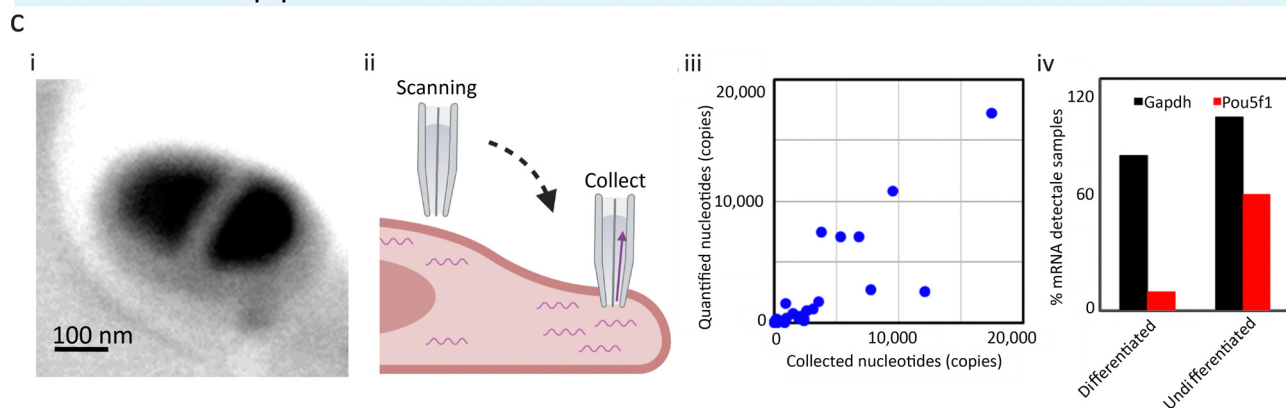 C
i
100 nm
ii
Scanning
Collect
iii
Quantified nucleotides (copies)
20,000
10,000
0
0
10,000
20,000
Collected nucleotides (copies)
iv
% mRNA detectale samples
120
60
0
Gapdh
Pou5f1
Differentiated
Undifferentiated